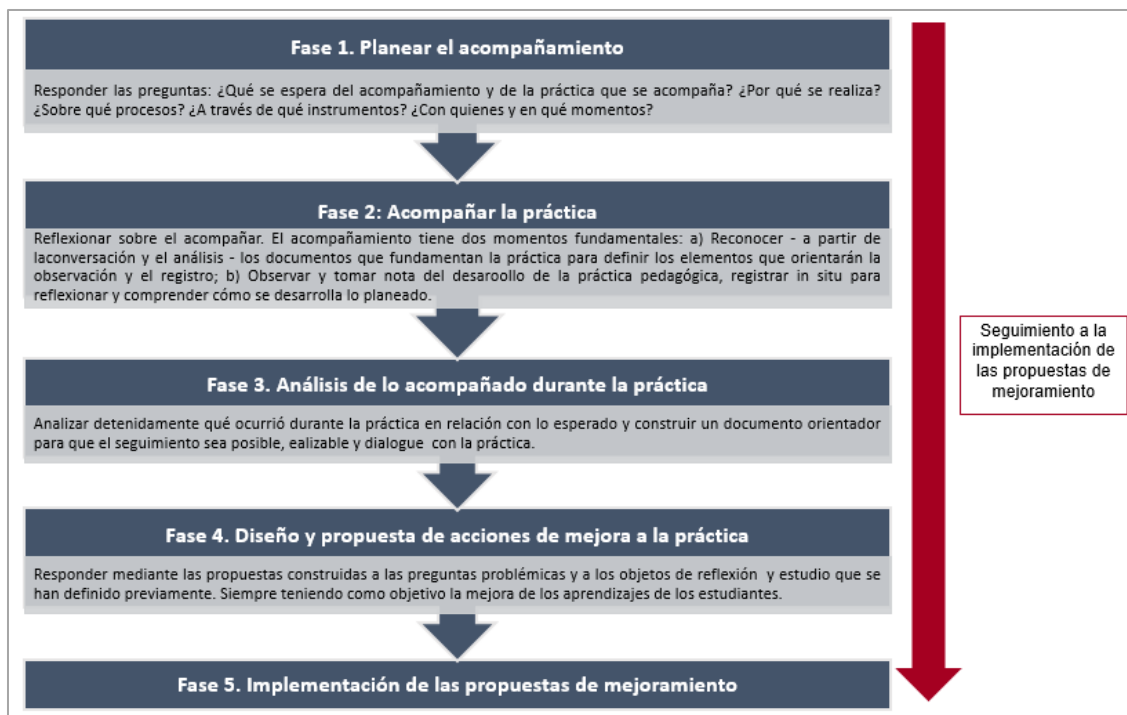 Fase 1. Planear el acompañamiento
Responder las preguntas: ¿Qué se espera del acompañamiento y de la práctica que se acompaña? ¿Por qué se realiza?
¿Sobre qué procesos? ¿A través de qué instrumentos? ¿Con quienes y en qué momentos?
Fase 2: Acompañar la práctica
Reflexionar sobre el acompañar. El acompañamiento tiene dos momentos fundamentales: a) Reconocer - a partir de
laconversación y el análisis - los documentos que fundamentan la práctica para definir los elementos que orientarán la
observación y el registro; b) Observar y tomar nota del desaroollo de la práctica pedagógica, registrar in situ para
reflexionar y comprender cómo se desarrolla lo planeado.
Fase 3. Análisis de lo acompañado durante la práctica
Analizar detenidamente qué ocurrió durante la práctica en relación con lo esperado y construir un documento orientador
para que el seguimiento sea posible, ealizable y dialogue con la práctica.
Fase 4. Diseño y propuesta de acciones de mejora a la práctica
Responder mediante las propuestas construidas a las preguntas problémicas y a los objetos de reflexión y estudio que se
han definido previamente. Siempre teniendo como objetivo la mejora de los aprendizajes de los estudiantes.
Fase 5. Implementación de las propuestas de mejoramiento
Seguimiento a la
implementación de
las propuestas de
mejoramiento